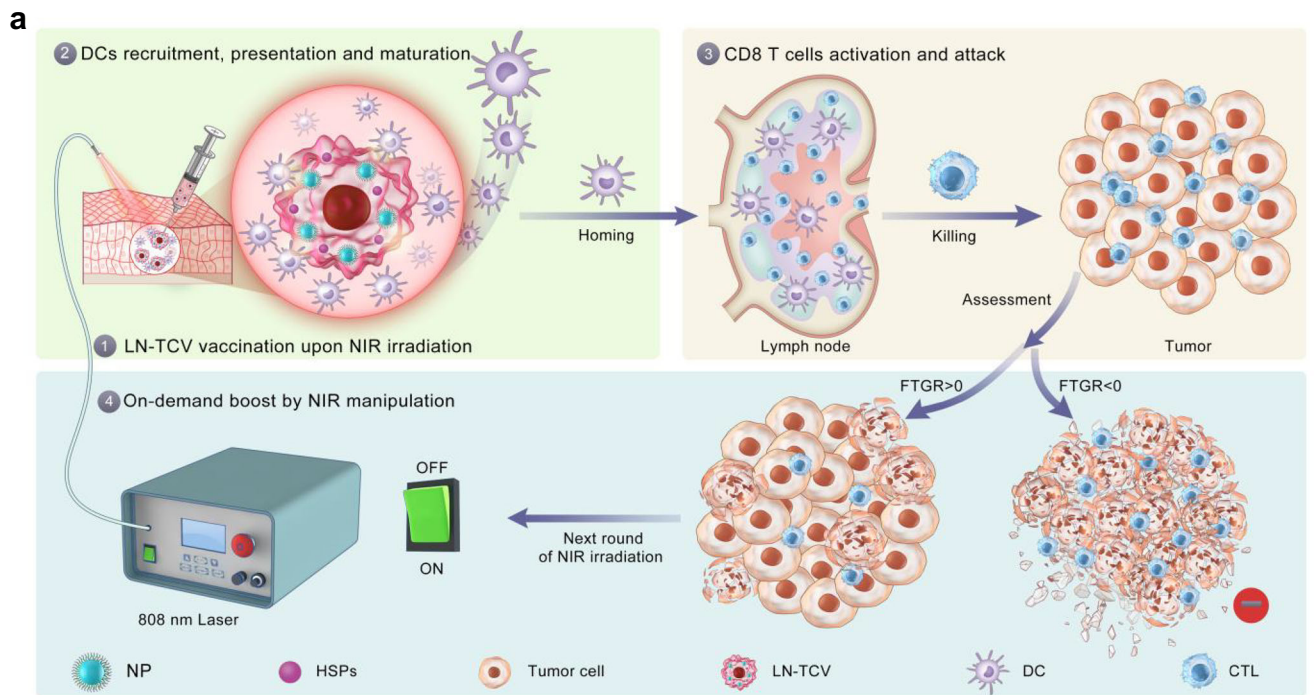 a
2 DCs recruitment, presentation and maturation
3 CD8 T cells activation and attack
Homing
Killing
Assessment
1 LN-TCV vaccination upon NIR irradiation
Lymph node
Tumor
FTGR>0
FTGR<0
4 On-demand boost by NIR manipulation
OFF
ON
Next round
of NIR irradiation
808 nm Laser
NP
HSPs
Tumor cell
LN-TCV
DC
CTL